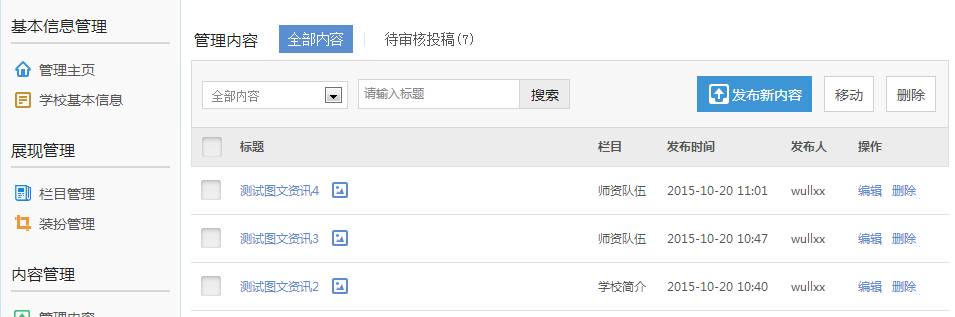 基本信息管理
管理主页
学校基本信息
展现管理
栏目管理
装扮管理
内容管理
管理内容
管理内容 全部内容 待审核投稿(7)
全部内容 请输入标题 搜索 发布新内容 移动 删除
标题 栏目 发布时间 发布人 操作
测试图文资讯4 师资队伍 2015-10-20 11:01 wullxx 编辑 删除
测试图文资讯3 师资队伍 2015-10-20 10:47 wullxx 编辑 删除
测试图文资讯2 学校简介 2015-10-20 10:40 wullxx 编辑 删除